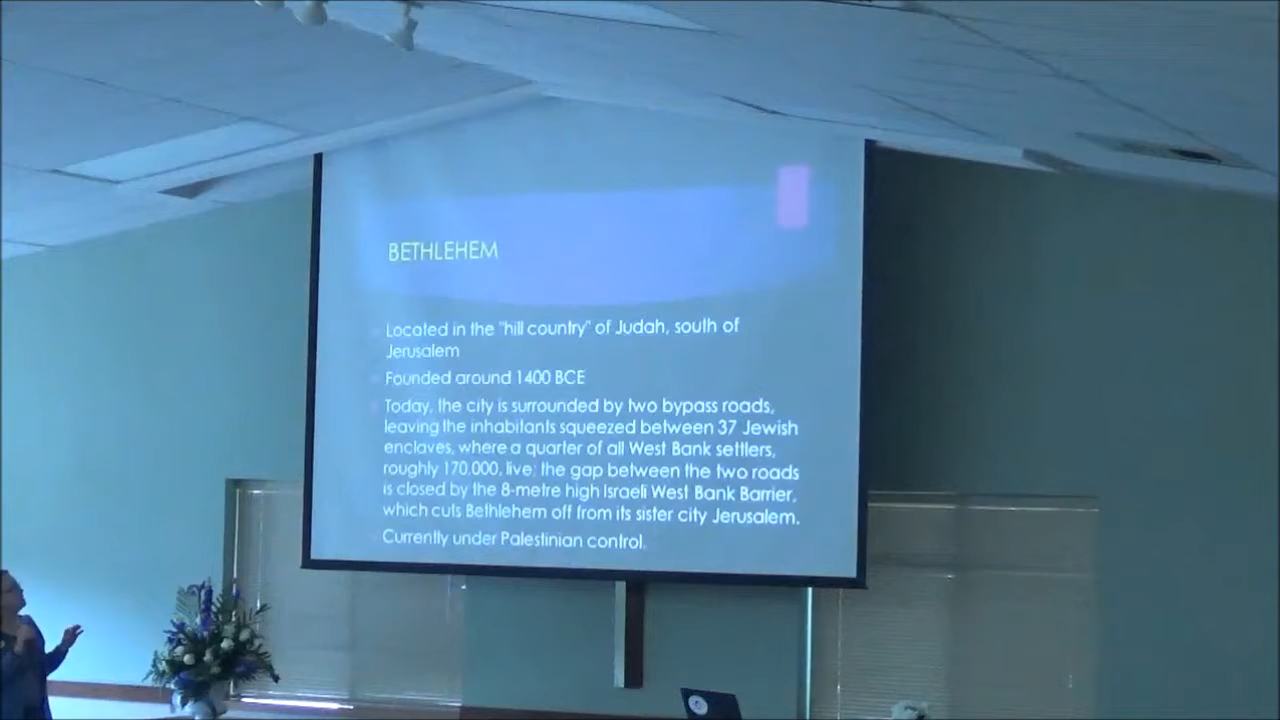 BETHLEHEM
Located in the "hill country" of Judah, south of
Jerusalem
Founded around 1400 BCE
Today, the city is surrounded by two bypass roads,
leaving the inhabitants squeezed between 37 Jewish
enclaves, where a quarter of all West Bank settlers,
roughly 170,000, live; the gap between the two roads
is closed by the 8-metre high Israeli West Bank Barrier,
which cuts Bethlehem off from its sister city Jerusalem.
Currently under Palestinian control.